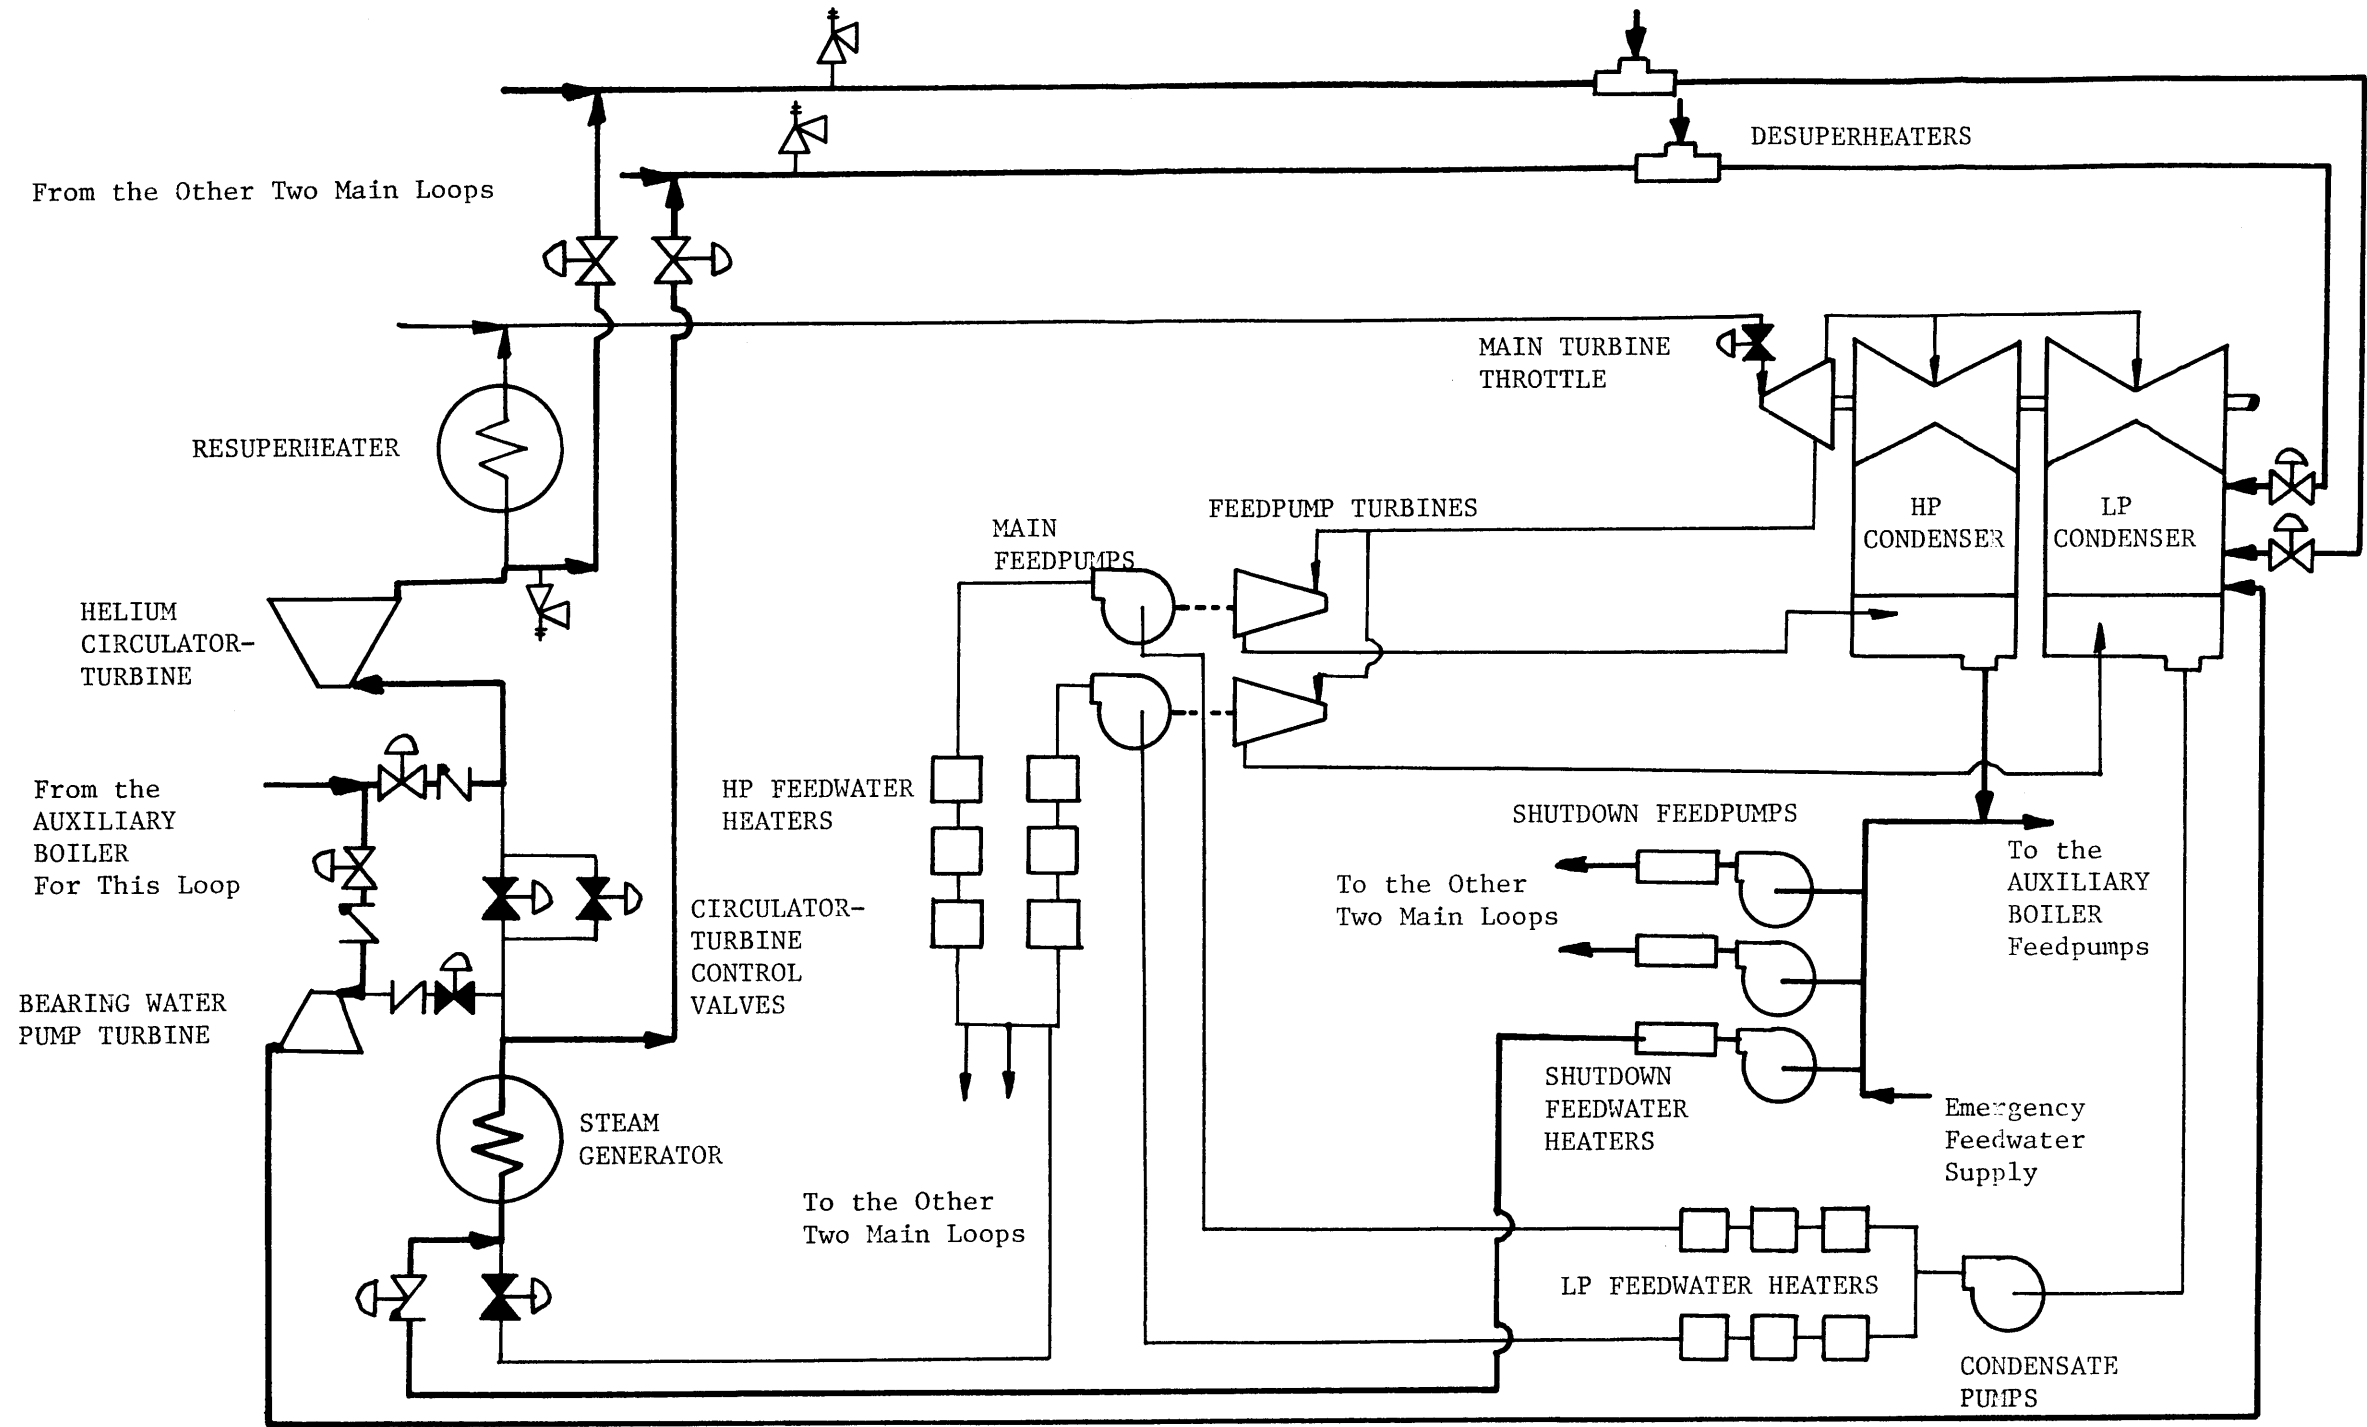 DESUPERHEATERS
From the Other Two Main Loops
MAIN TURBINE
THROTTLE
RESUPERHEATER
HP
CONDENSER
LP
CONDENSER
FEEDPUMP TURBINES
MAIN
FEEDPUMPS
HELIUM
CIRCULATOR-
TURBINE
From the
AUXILIARY
BOILER
For This Loop
HP FEEDWATER
HEATERS
SHUTDOWN FEEDPUMPS
To the Other
Two Main Loops
To the
AUXILIARY
BOILER
Feedpumps
CIRCULATOR-
TURBINE
CONTROL
VALVES
BEARING WATER
PUMP TURBINE
SHUTDOWN
FEEDWATER
HEATERS
Emergency
Feedwater
Supply
STEAM
GENERATOR
To the Other
Two Main Loops
LP FEEDWATER HEATERS
CONDENSATE
PUMPS